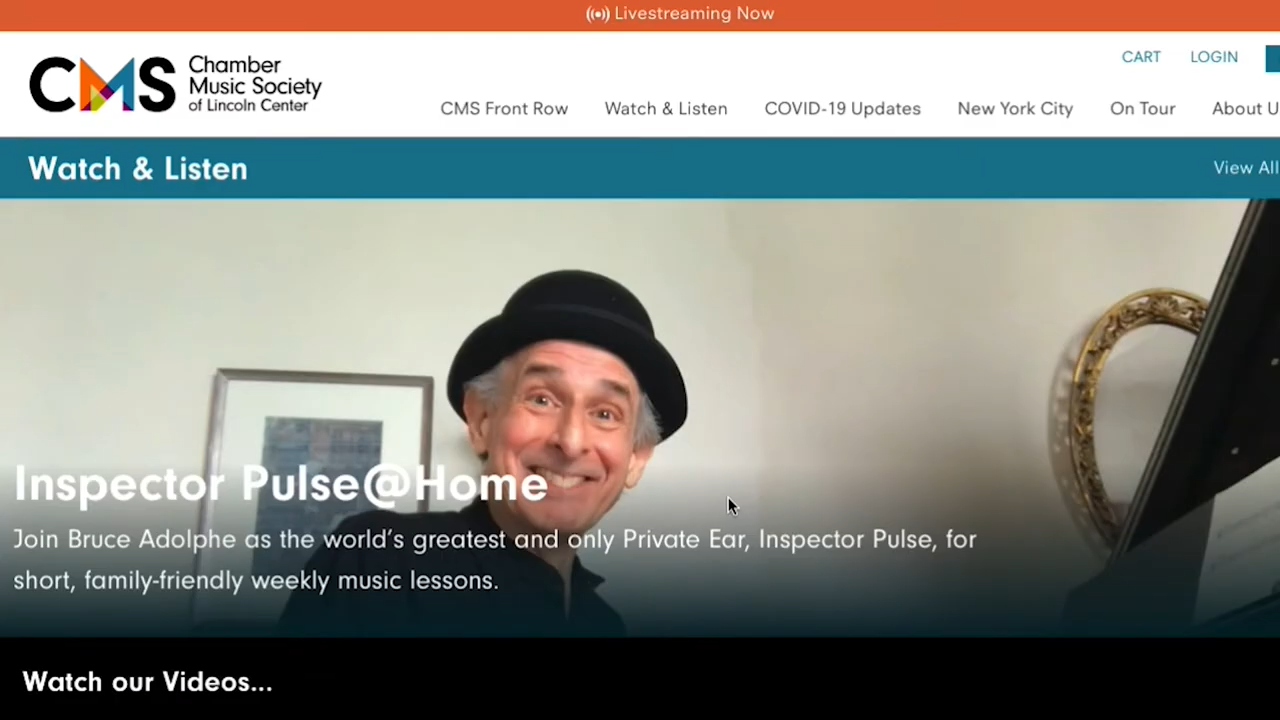 Livestreaming Now
CMS
Chamber
Music Society
of Lincoln Center
CART LOGIN
CMS Front Row Watch & Listen COVID-19 Updates New York City On Tour About U
Watch & Listen
View All
Inspector Pulse@Home
Join Bruce Adolphe as the world's greatest and only Private Ear, Inspector Pulse, for
short, family-friendly weekly music lessons.
Watch our Videos...